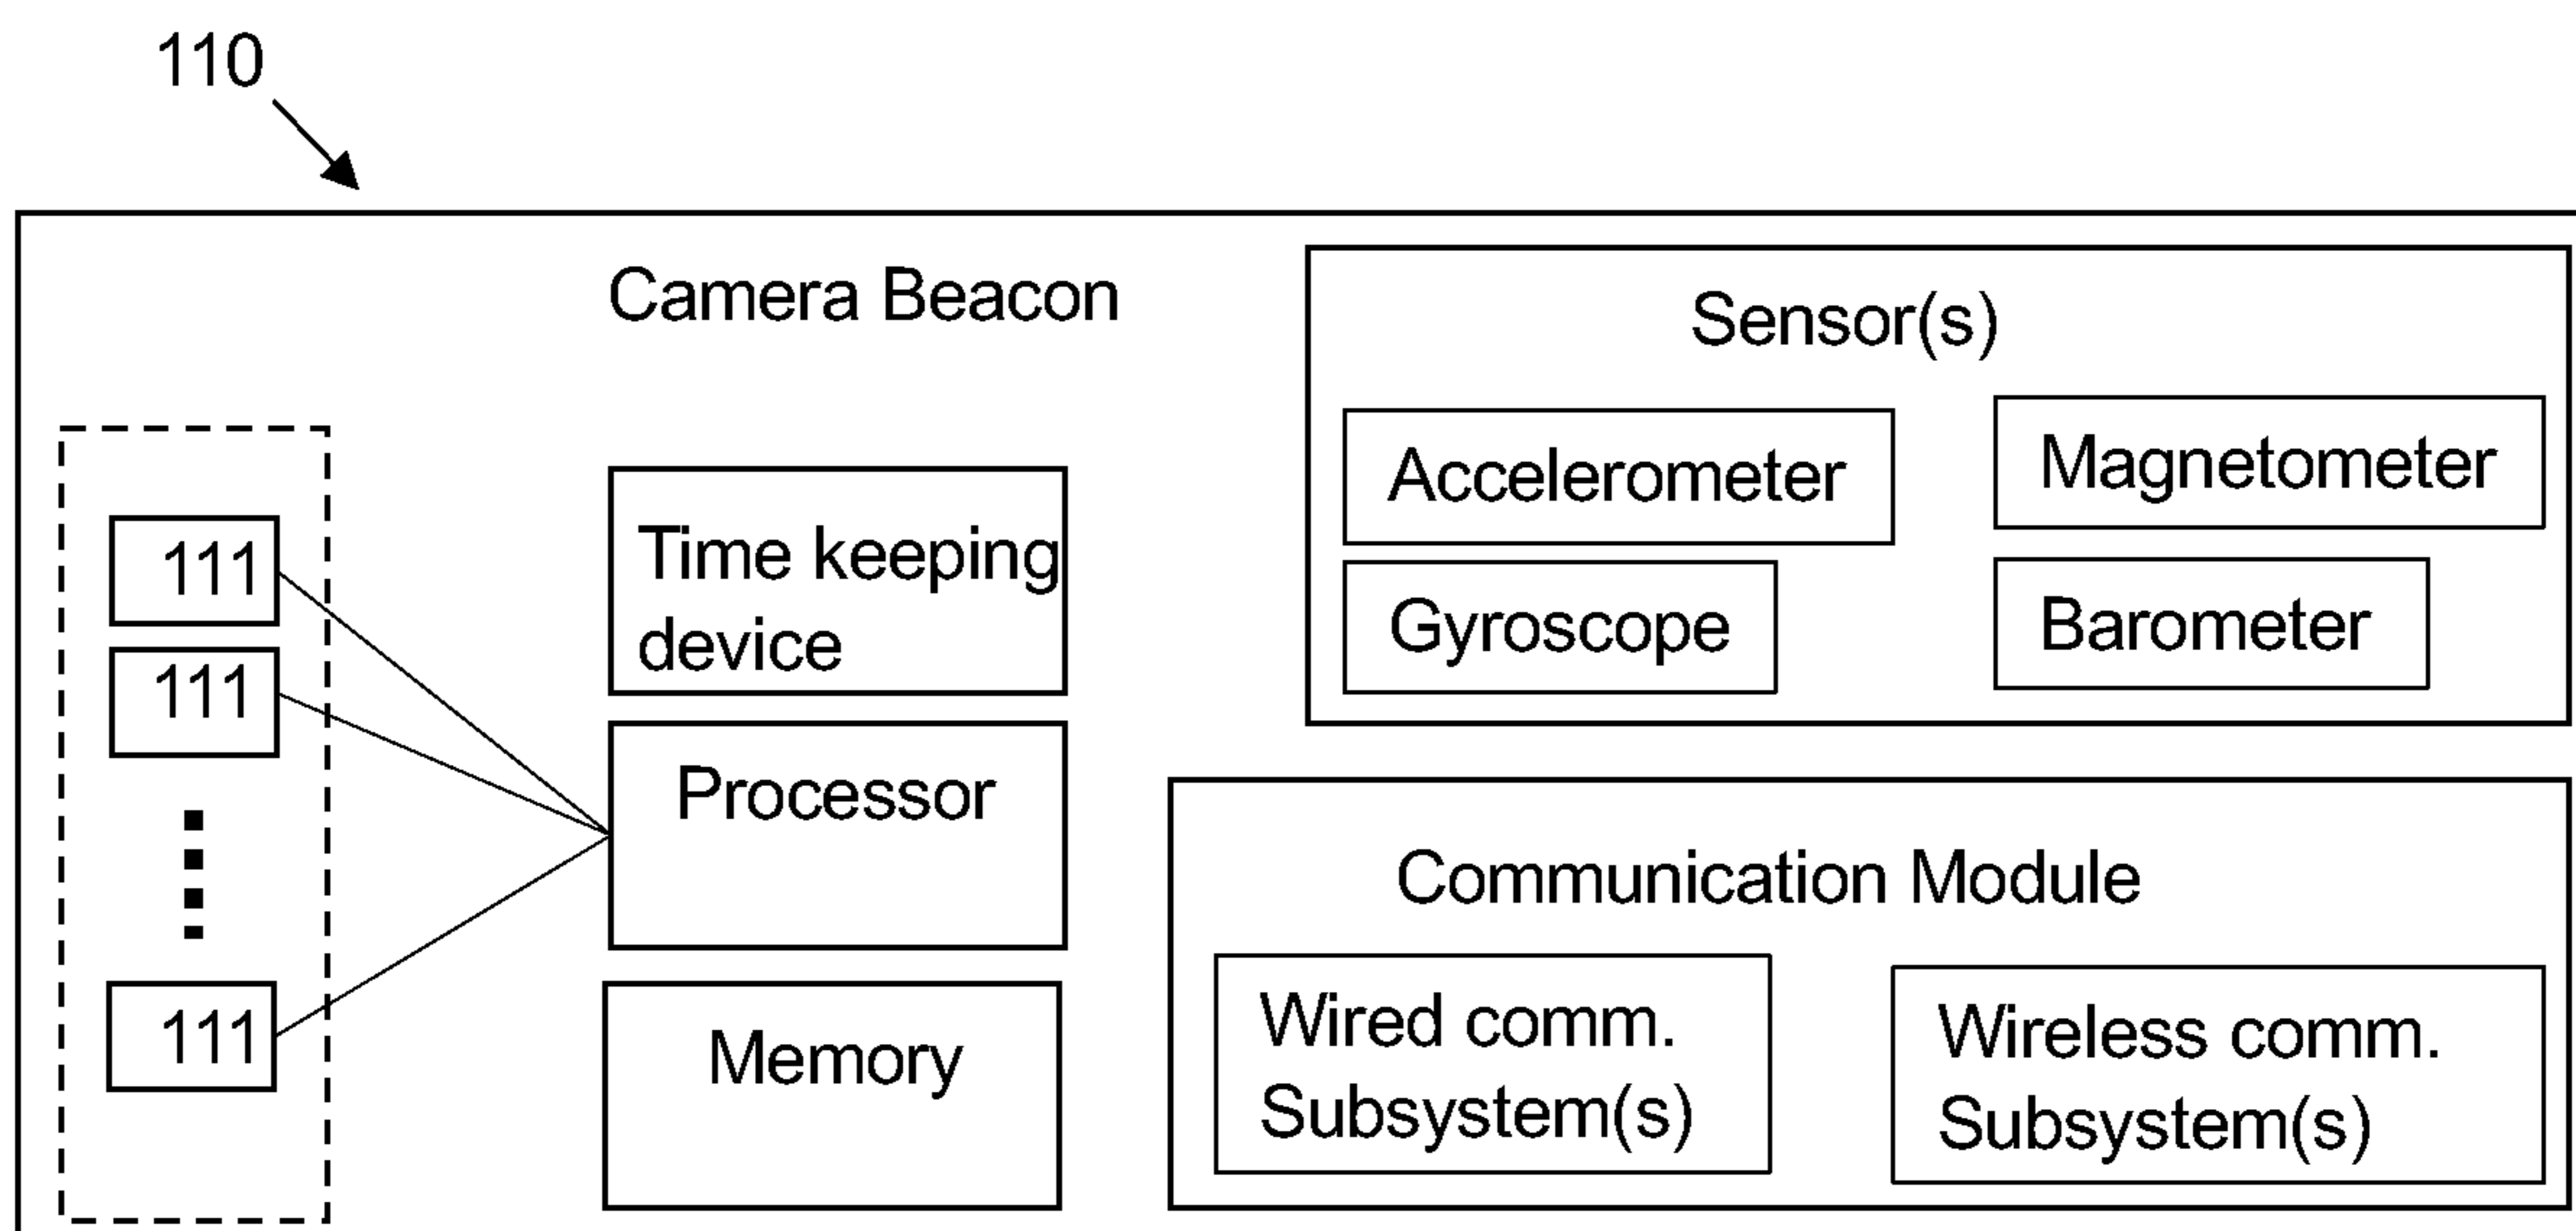 110
Camera Beacon
111
111
111
Time keeping
device
Processor
Memory
Sensor(s)
Accelerometer
Magnetometer
Gyroscope
Barometer
Communication Module
Wired comm.
Subsystem(s)
Wireless comm.
Subsystem(s)